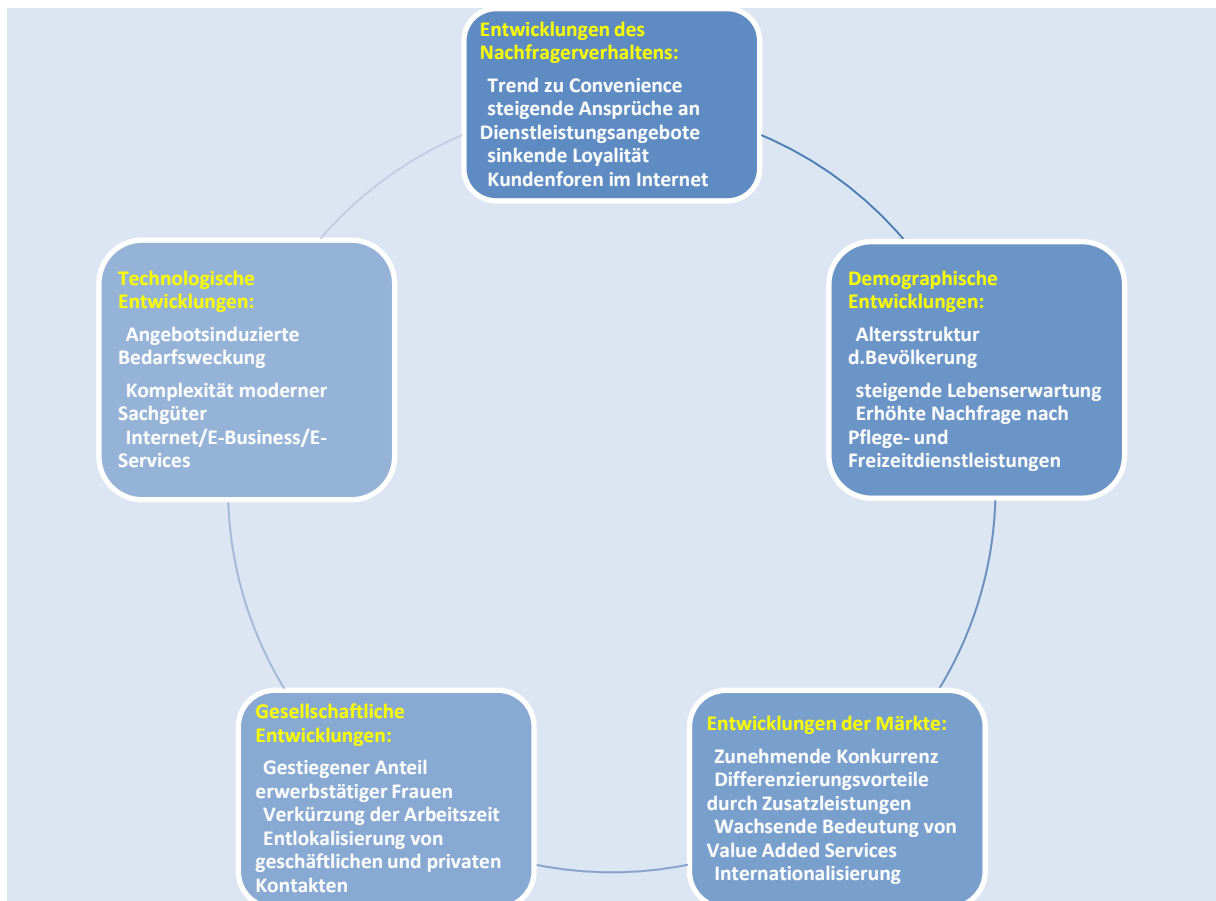 Entwicklungen des
Nachfragerverhaltens:
Trend zu Convenience
steigende Ansprüche an
Dienstleistungsangebote
sinkende Loyalität
Kundenforen im Internet
Demographische
Entwicklungen:
Altersstruktur
d.Bevölkerung
steigende Lebenserwartung
Erhöhte Nachfrage nach
Pflege- und
Freizeitdienstleistungen
Entwicklungen der Märkte:
Zunehmende Konkurrenz
Differenzierungsvorteile
durch Zusatzleistungen
Wachsende Bedeutung von
Value Added Services
Internationalisierung
Gesellschaftliche
Entwicklungen:
Gestiegener Anteil
erwerbstätiger Frauen
Verkürzung der Arbeitszeit
Entlokalisierung von
geschäftlichen und privaten
Kontakten
Technologische
Entwicklungen:
Angebotsinduzierte
Bedarfsweckung
Komplexität moderner
Sachgüter
Internet/E-Business/E-
Services